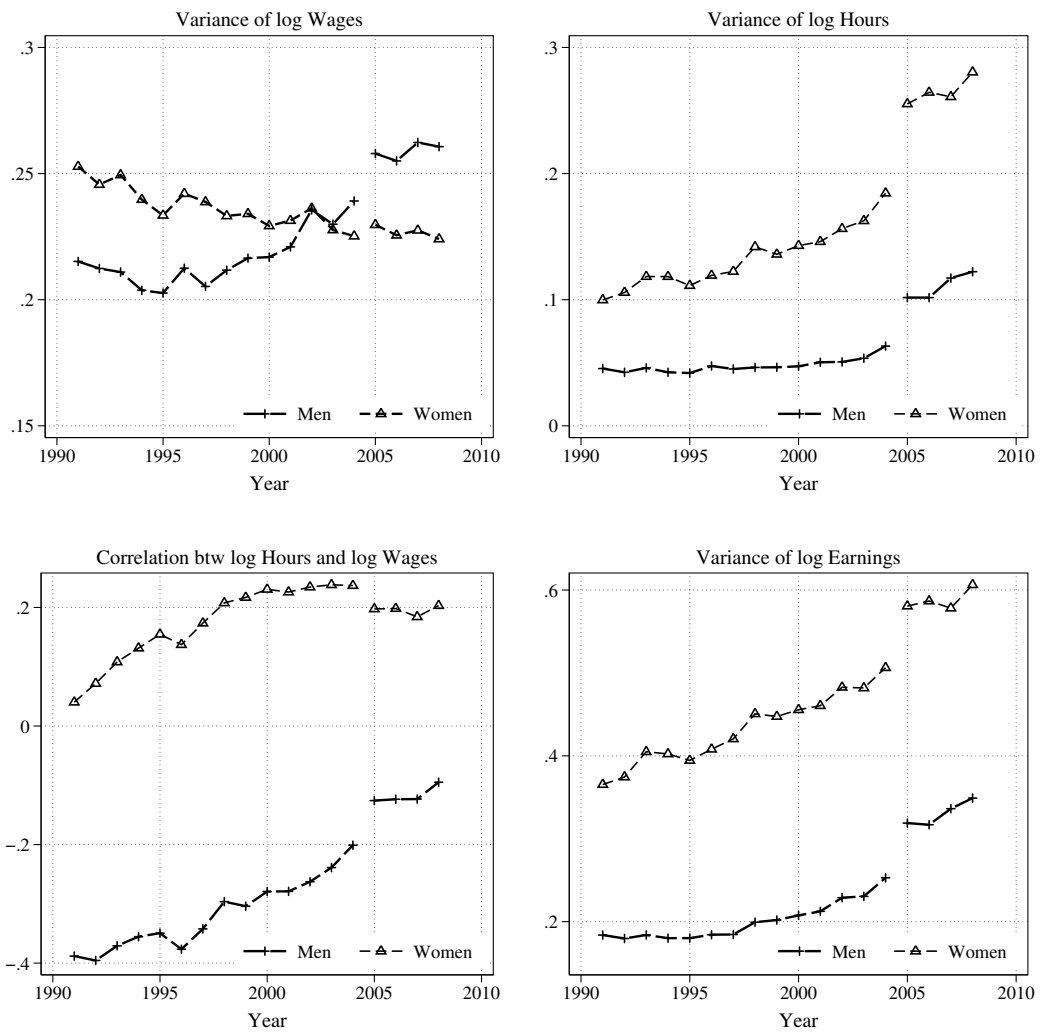 Variance of log Wages
.3
.25
.2
.15
Men Women
1990 1995 2000 2005 2010
Year
Variance of log Hours
.3
.2
.1
0
Men Women
1990 1995 2000 2005 2010
Year
Correlation btw log Hours and log Wages
.2
0
−.2
−.4
Men Women
1990 1995 2000 2005 2010
Year
Variance of log Earnings
.6
.4
.2
Men Women
1990 1995 2000 2005 2010
Year